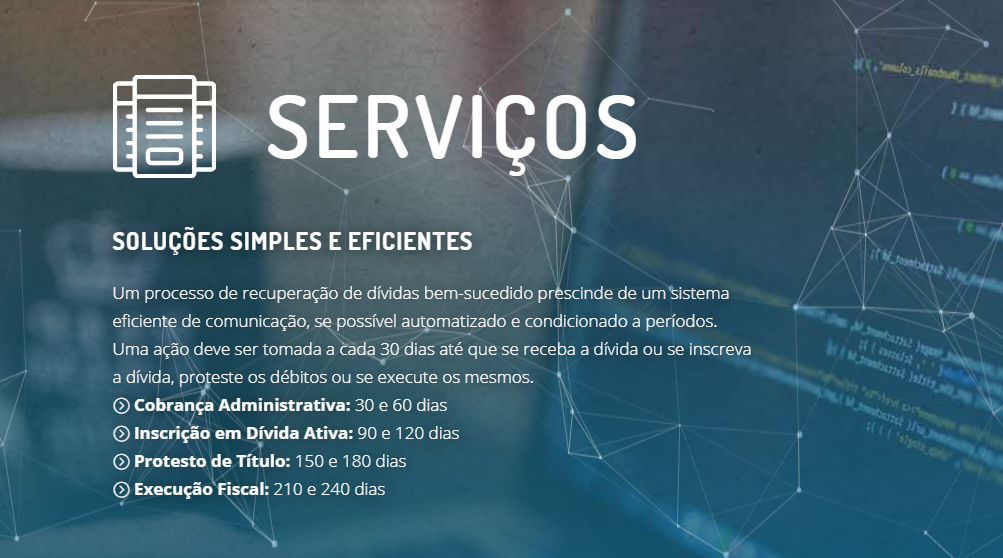 SERVIÇOS
SOLUÇÕES SIMPLES E EFICIENTES
Um processo de recuperação de dívidas bem-sucedido prescinde de um sistema
eficiente de comunicação, se possível automatizado e condicionado a períodos.
Uma ação deve ser tomada a cada 30 dias até que se receba a dívida ou se inscreva
a dívida, proteste os débitos ou se execute os mesmos.
Cobrança Administrativa: 30 e 60 dias
Inscrição em Dívida Ativa: 90 e 120 dias
Protesto de Título: 150 e 180 dias
Execução Fiscal: 210 e 240 dias